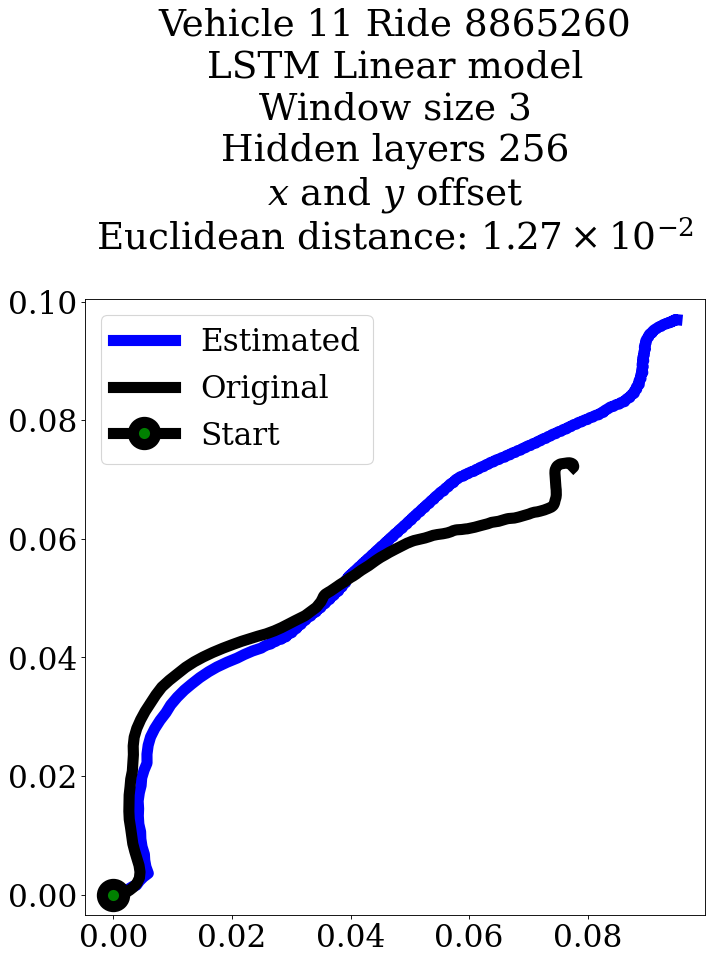 Vehicle 11 Ride 8865260
LSTM Linear model
Window size 3
Hidden layers 256
x and y offset
Euclidean distance: 1.27 × 10⁻²
Estimated
Original
Start
0.10
0.08
0.06
0.04
0.02
0.00
0.00 0.02 0.04 0.06 0.08